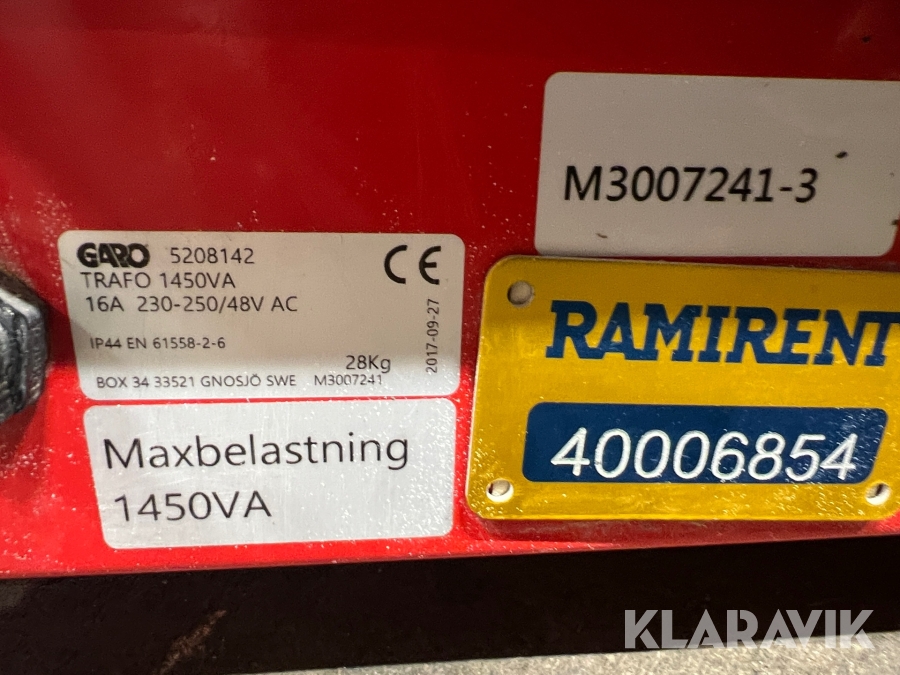 M3007241-3
GARO 5208142
TRAFO 1450VA
16A 230-250/48V AC
IP44 EN 61558-2-6
28Kg
BOX 34 33521 GNOSJÖ SWE M3007241
CE
2017-09-27
Maxbelastning
1450VA
RAMIRENT
40006854
KLARAVIK